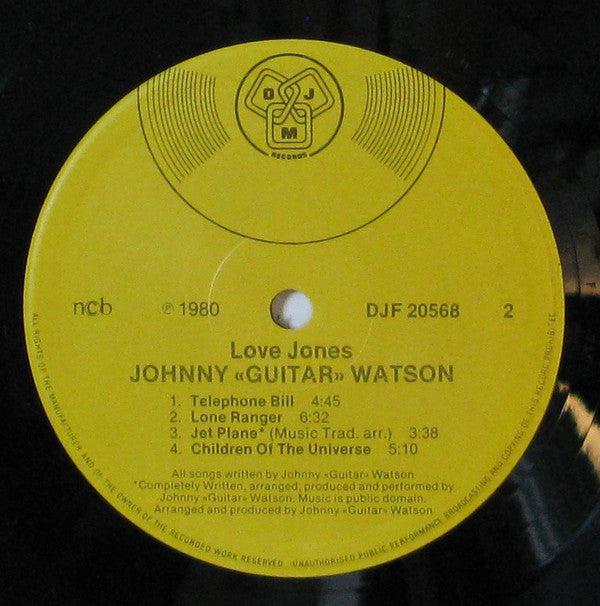 D J
M
RECORDS
ncb ℗ 1980 DJF 20568 2
Love Jones
JOHNNY «GUITAR» WATSON
1. Telephone Bill 4:45
2. Lone Ranger 6:32
3. Jet Plane* (Music Trad. arr.) 3:38
4. Children Of The Universe 5:10
All songs written by Johnny «Guitar» Watson
*Completely Written, arranged, produced and performed by
Johnny «Guitar» Watson. Music is public domain.
Arranged and produced by Johnny «Guitar» Watson
ALL RIGHTS OF THE MANUFACTURER AND OF THE OWNER OF THE RECORDED WORK RESERVED · UNAUTHORISED PUBLIC PERFORMANCE, BROADCASTING AND COPYING OF THIS RECORD PROHIBITED